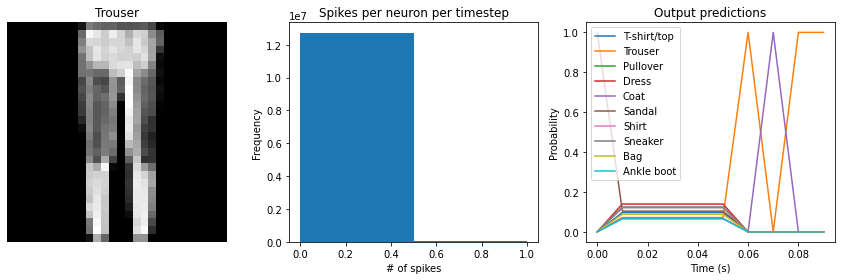 Trouser
Spikes per neuron per timestep
1e7
Frequency
1.2
1.0
0.8
0.6
0.4
0.2
0.0
0.0 0.2 0.4 0.6 0.8 1.0
# of spikes
Output predictions
Probability
1.0
0.8
0.6
0.4
0.2
0.0
T-shirt/top
Trouser
Pullover
Dress
Coat
Sandal
Shirt
Sneaker
Bag
Ankle boot
0.00 0.02 0.04 0.06 0.08
Time (s)